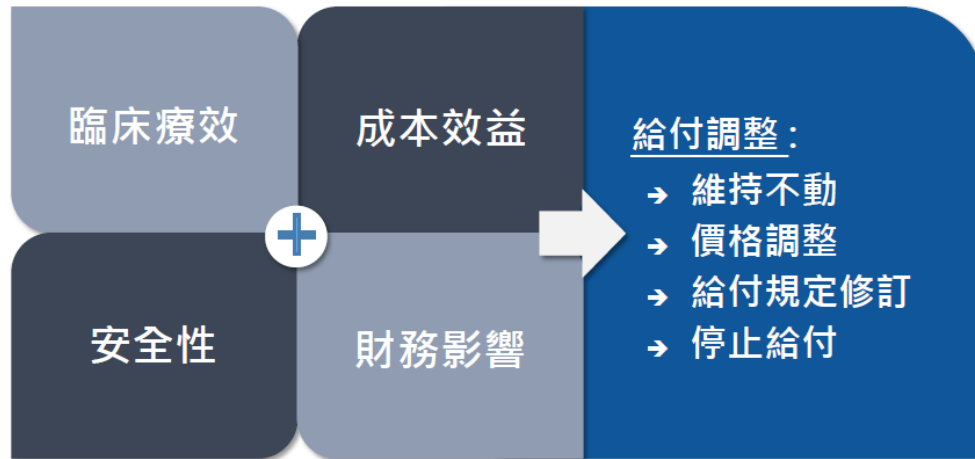 臨床療效
成本效益
安全性
財務影響
給付調整:
➔ 維持不動
➔ 價格調整
➔ 給付規定修訂
➔ 停止給付